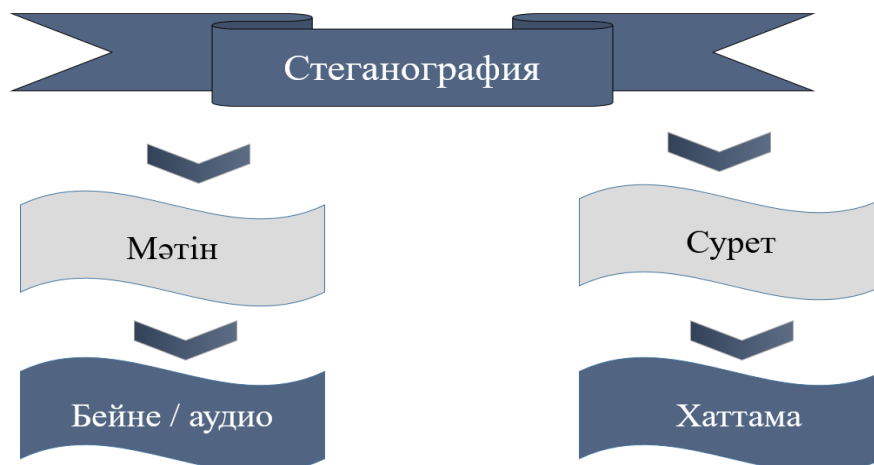 Стеганография
Мәтін
Сурет
Бейне / аудио
Хаттама